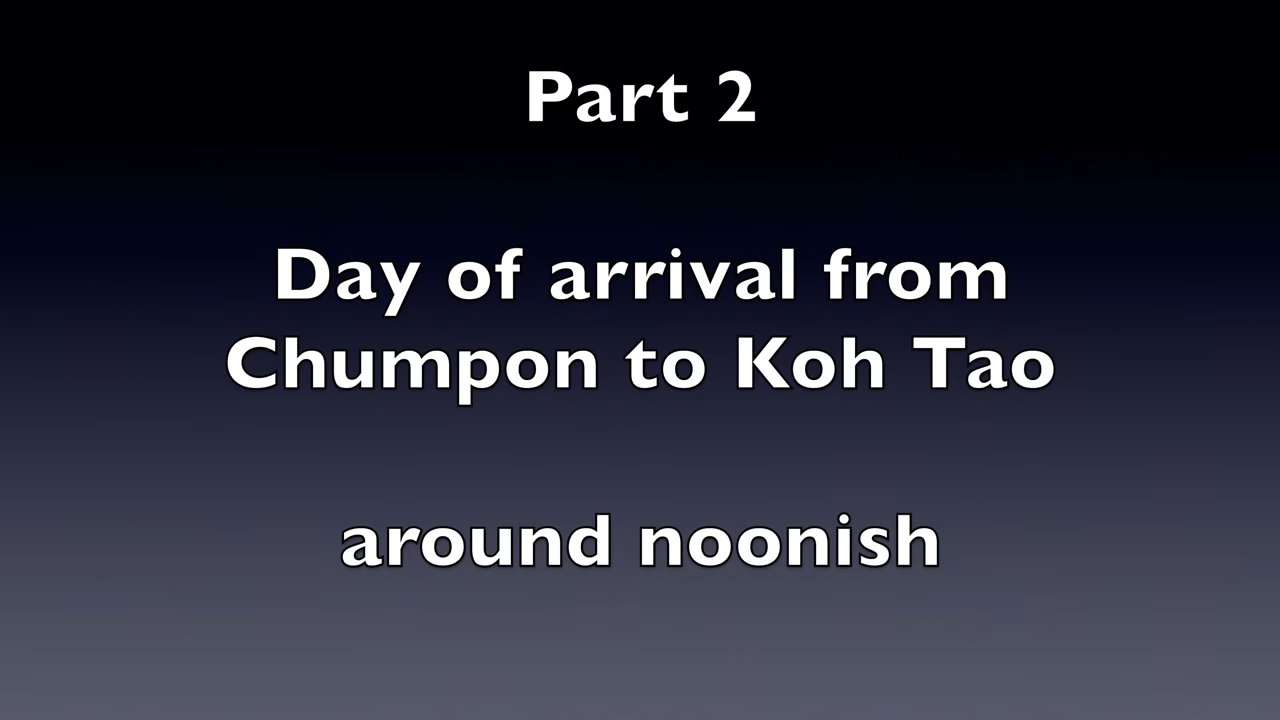 Part 2
Day of arrival from
Chumpon to Koh Tao
around noonish